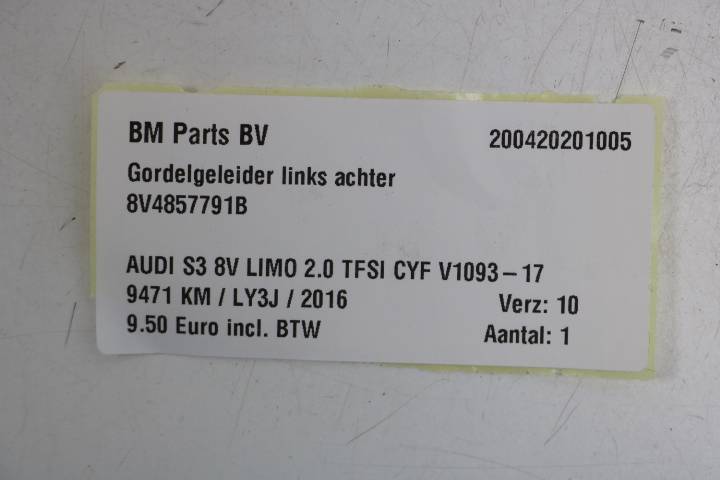 BM Parts BV 200420201005
Gordelgeleider links achter
8V4857791B
AUDI S3 8V LIMO 2.0 TFSI CYF V1093-17
9471 KM / LY3J / 2016 Verz: 10
9.50 Euro incl. BTW Aantal: 1